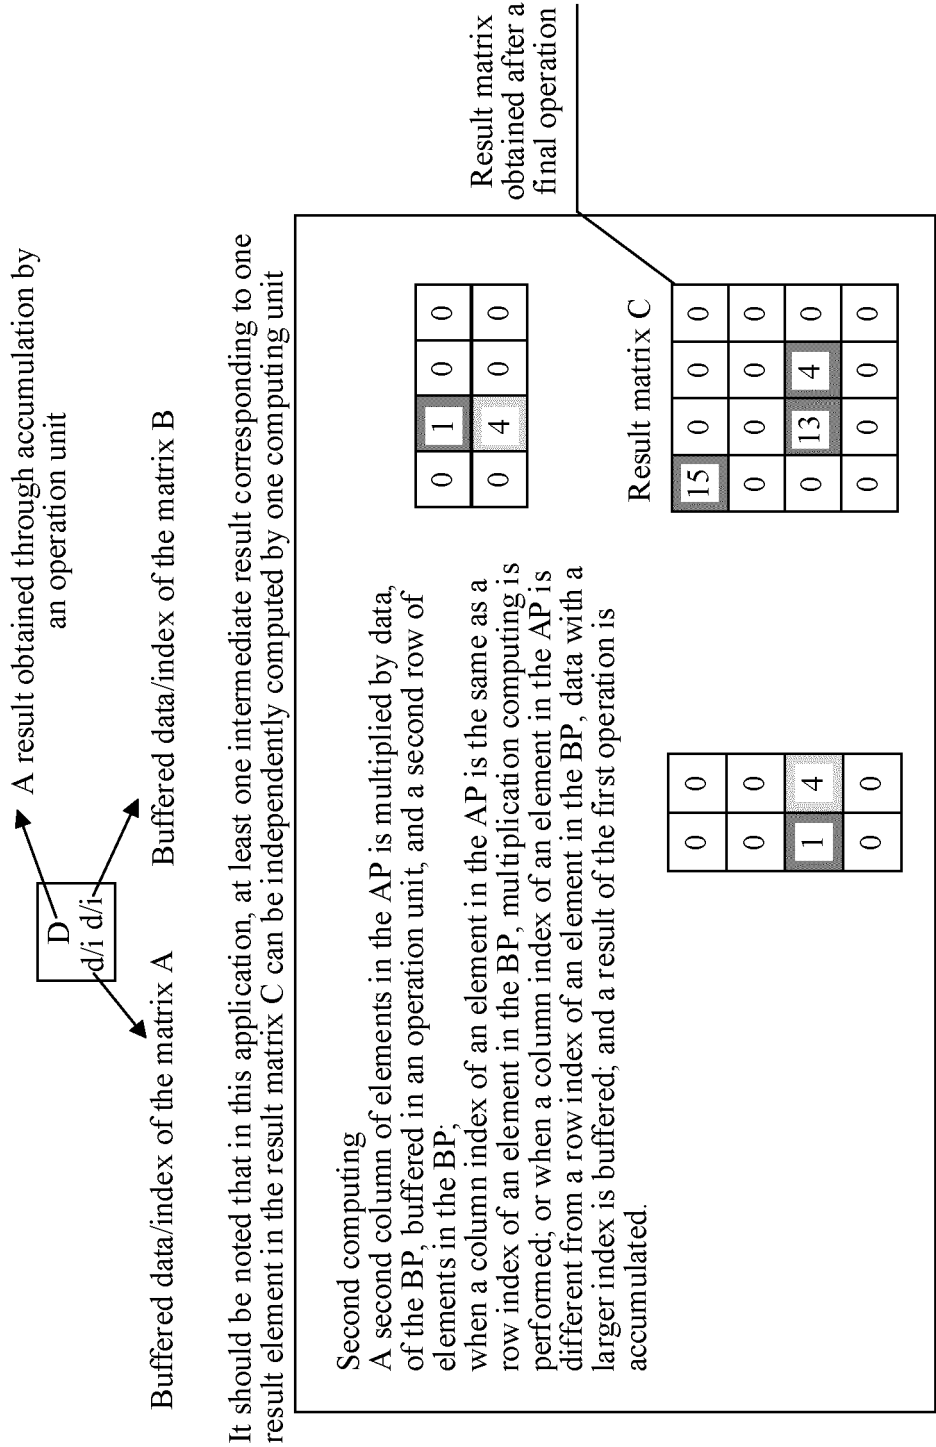 A result obtained through accumulation by
an operation unit
D
d/i d/i
Buffered data/index of the matrix A
Buffered data/index of the matrix B
It should be noted that in this application, at least one intermediate result corresponding to one
result element in the result matrix C can be independently computed by one computing unit
Second computing
A second column of elements in the AP is multiplied by data,
of the BP, buffered in an operation unit, and a second row of
elements in the BP;
when a column index of an element in the AP is the same as a
row index of an element in the BP, multiplication computing is
performed; or when a column index of an element in the AP is
different from a row index of an element in the BP, data with a
larger index is buffered; and a result of the first operation is
accumulated.
0 1 0 0
0 4 0 0
Result matrix
obtained after a
final operation
Result matrix C
0 0
0 0
1 4
0 0
15 0 0 0
0 0 0 0
0 13 4 0
0 0 0 0